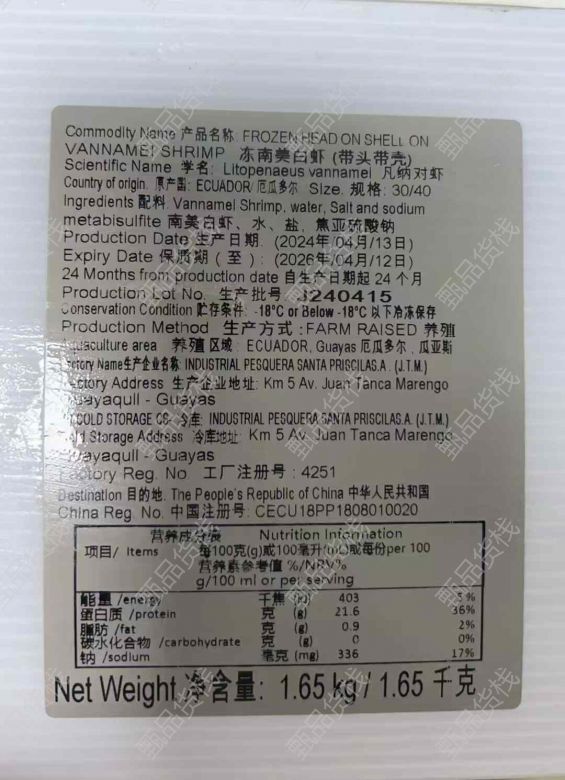 Commodity Name 产品名称: FROZEN HEAD ON SHELL ON
VANNAMEI SHRIMP 冻南美白虾 (带头带壳)
Scientific Name 学名: Litopenaeus vannamei 凡纳对虾
Country of origin. 原产国: ECUADOR/ 厄瓜多尔 Size. 规格: 30/40
Ingredients 配料: Vannamei Shrimp, water, Salt and sodium
metabisulfite 南美白虾、水、盐, 焦亚硫酸钠
Production Date 生产日期: (2024年/04月/13日)
Expiry Date 保质期 (至): (2026年/04月/12日)
24 Months from production date 自生产日期起 24 个月
Production Lot No. 生产批号 3240415
Conservation Condition 贮存条件: -18°C or Below -18°C 以下冷冻保存
Production Method 生产方式: FARM RAISED 养殖
Aquaculture area 养殖区域: ECUADOR, Guayas 厄瓜多尔, 瓜亚斯
ctory Name生产企业名称: INDUSTRIAL PESQUERA SANTA PRISCILAS.A. (J.T.M.)
ctory Address 生产企业地址: Km 5 Av. Juan Tanca Marengo
uayaqull - Guayas
COLD STORAGE CO. 冷库: INDUSTRIAL PESQUERA SANTA PRISCILAS.A. (J.T.M.)
ld Storage Address 冷库地址: Km 5 Av. Juan Tanca Marengo
uayaqull - Guayas
Factory Reg. No 工厂注册号: 4251
Destination 目的地. The People's Republic of China 中华人民共和国
China Reg. No. 中国注册号: CECU18PP1808010020
营养成分表 Nutrition Information
项目/ Items 每100克(g)或100毫升(ml)或每份per 100
营养素参考值 %/NRV%
g/100 ml or per serving
能量 /energy 千焦 (kj) 403 5%
蛋白质 /protein 克 (g) 21.6 36%
脂肪 /fat 克 (g) 0.9 2%
碳水化合物 /carbohydrate 克 (g) 0 0%
钠 /sodium 毫克 (mg) 336 17%
Net Weight 净含量: 1.65 kg / 1.65 千克
甄品货栈